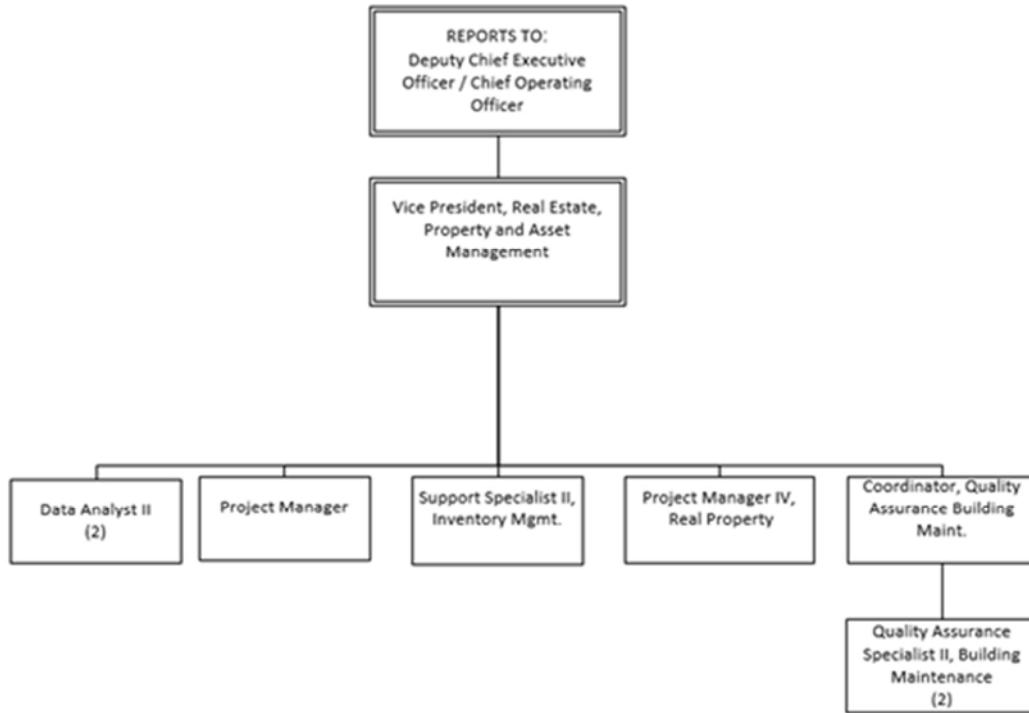 REPORTS TO:
Deputy Chief Executive
Officer / Chief Operating
Officer
Vice President, Real Estate,
Property and Asset
Management
Data Analyst II
(2)
Project Manager
Support Specialist II,
Inventory Mgmt.
Project Manager IV,
Real Property
Coordinator, Quality
Assurance Building
Maint.
Quality Assurance
Specialist II, Building
Maintenance
(2)